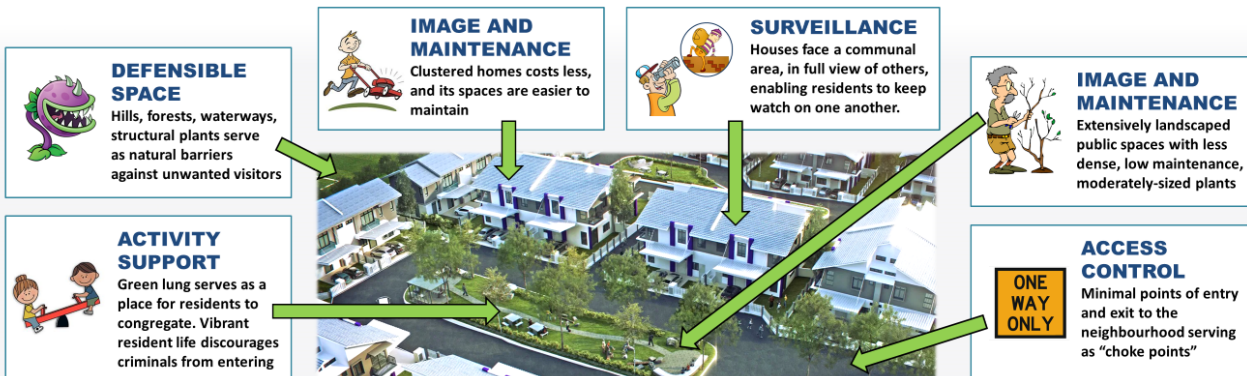 DEFENSIBLE
SPACE
Hills, forests, waterways,
structural plants serve
as natural barriers
against unwanted visitors
IMAGE AND
MAINTENANCE
Clustered homes costs less,
and its spaces are easier to
maintain
SURVEILLANCE
Houses face a communal
area, in full view of others,
enabling residents to keep
watch on one another.
IMAGE AND
MAINTENANCE
Extensively landscaped
public spaces with less
dense, low maintenance,
moderately-sized plants
ACTIVITY
SUPPORT
Green lung serves as a
place for residents to
congregate. Vibrant
resident life discourages
criminals from entering
ONE
WAY
ONLY
ACCESS
CONTROL
Minimal points of entry
and exit to the
neighbourhood serving
as “choke points”